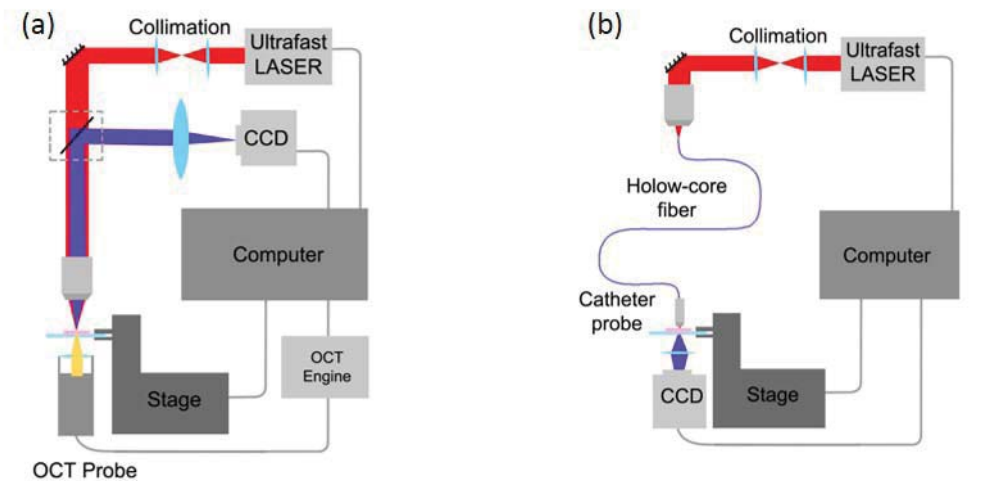 (a)
Collimation
Ultrafast
LASER
CCD
Computer
OCT
Engine
Stage
OCT Probe
(b)
Collimation
Ultrafast
LASER
Holow-core
fiber
Computer
Catheter
probe
CCD
Stage